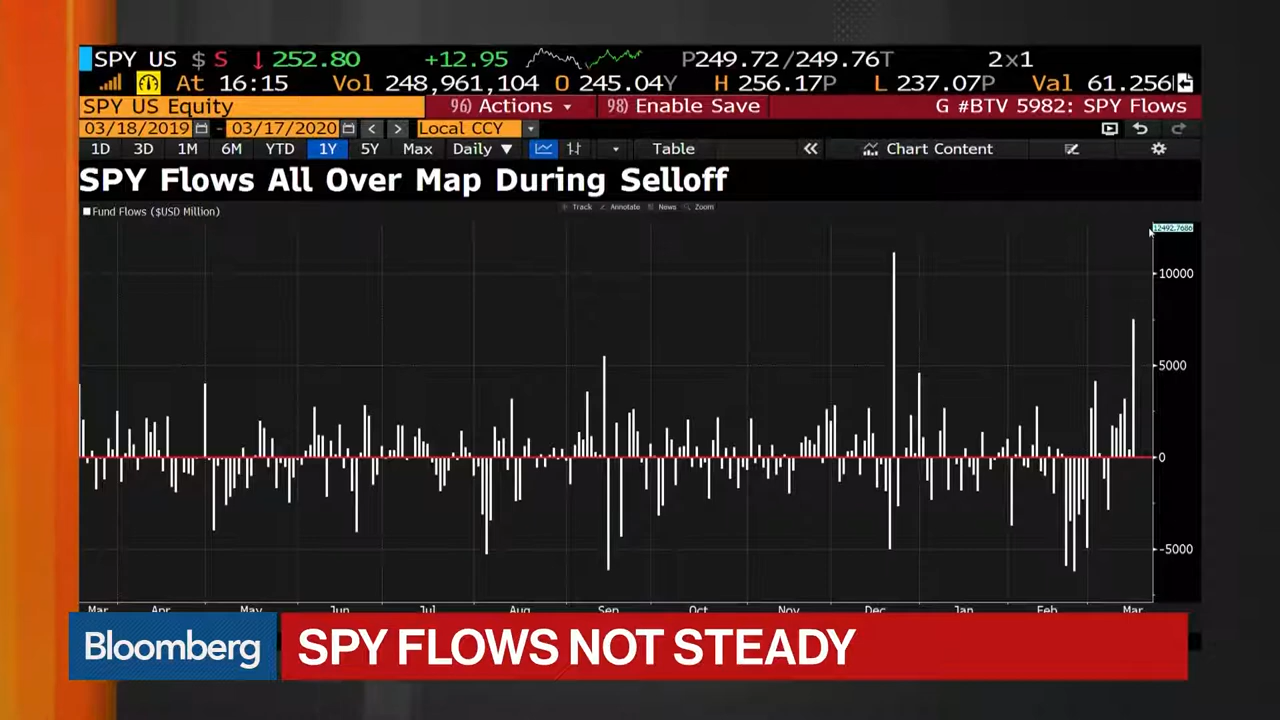 SPY US $ S ↓ 252.80 +12.95 P249.72/249.76T 2x1
At 16:15 Vol 248,961,104 O 245.04Y H 256.17P L 237.07P Val 61.256
SPY US Equity 96) Actions 98) Enable Save G #BTV 5982: SPY Flows
03/18/2019 - 03/17/2020 < > Local CCY
1D 3D 1M 6M YTD 1Y 5Y Max Daily ▼ Table « Chart Content
SPY Flows All Over Map During Selloff
Track Annotate News Zoom
Fund Flows ($USD Million)
12492.7686
10000
5000
0
-5000
Mar Apr May Jun Jul Aug Sep Oct Nov Dec Jan Feb Mar
Bloomberg SPY FLOWS NOT STEADY